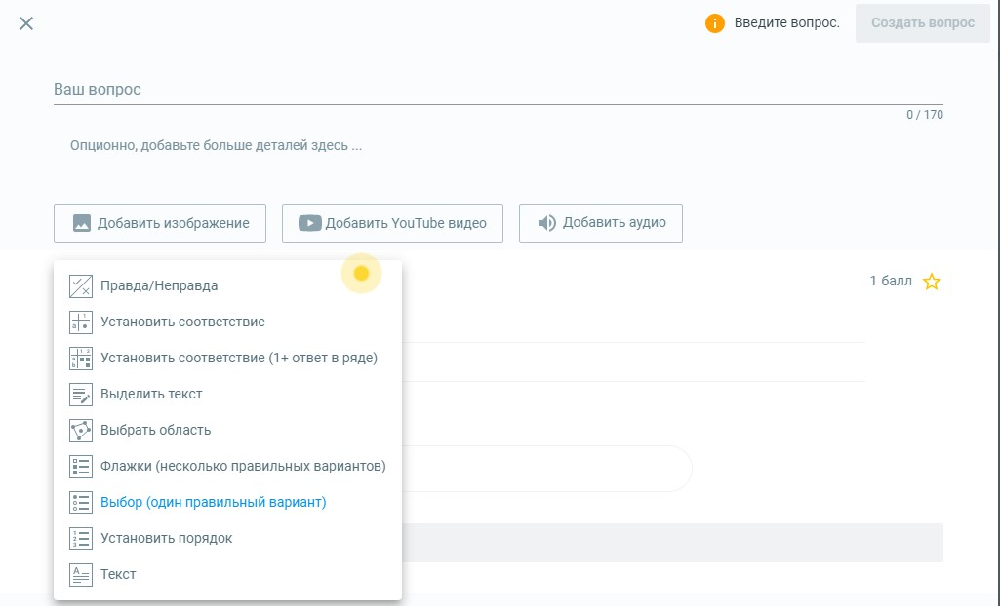 Введите вопрос.
Создать вопрос
Ваш вопрос
0 / 170
Опционно, добавьте больше деталей здесь ...
Добавить изображение
Добавить YouTube видео
Добавить аудио
1 балл
Правда/Неправда
Установить соответствие
Установить соответствие (1+ ответ в ряде)
Выделить текст
Выбрать область
Флажки (несколько правильных вариантов)
Выбор (один правильный вариант)
Установить порядок
Текст